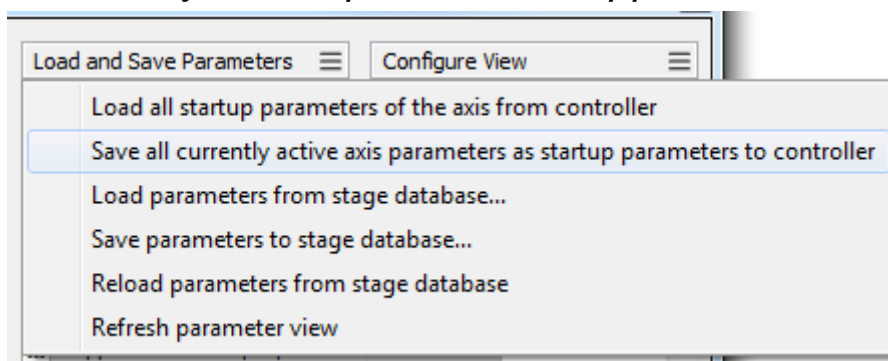 Load and Save Parameters
Configure View
Load all startup parameters of the axis from controller
Save all currently active axis parameters as startup parameters to controller
Load parameters from stage database...
Save parameters to stage database...
Reload parameters from stage database
Refresh parameter view